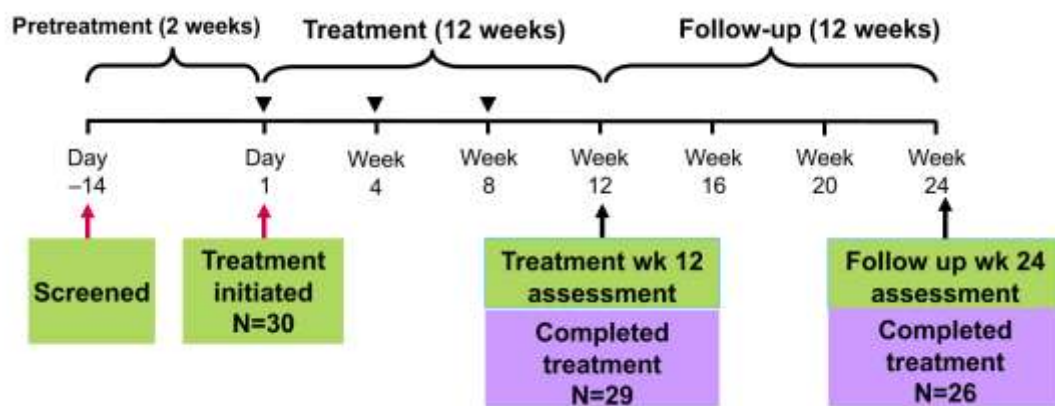 Pretreatment (2 weeks)
Treatment (12 weeks)
Follow-up (12 weeks)
Day
–14
Day
1
Week
4
Week
8
Week
12
Week
16
Week
20
Week
24
Screened
Treatment
initiated
N=30
Treatment wk 12
assessment
Completed
treatment
N=29
Follow up wk 24
assessment
Completed
treatment
N=26